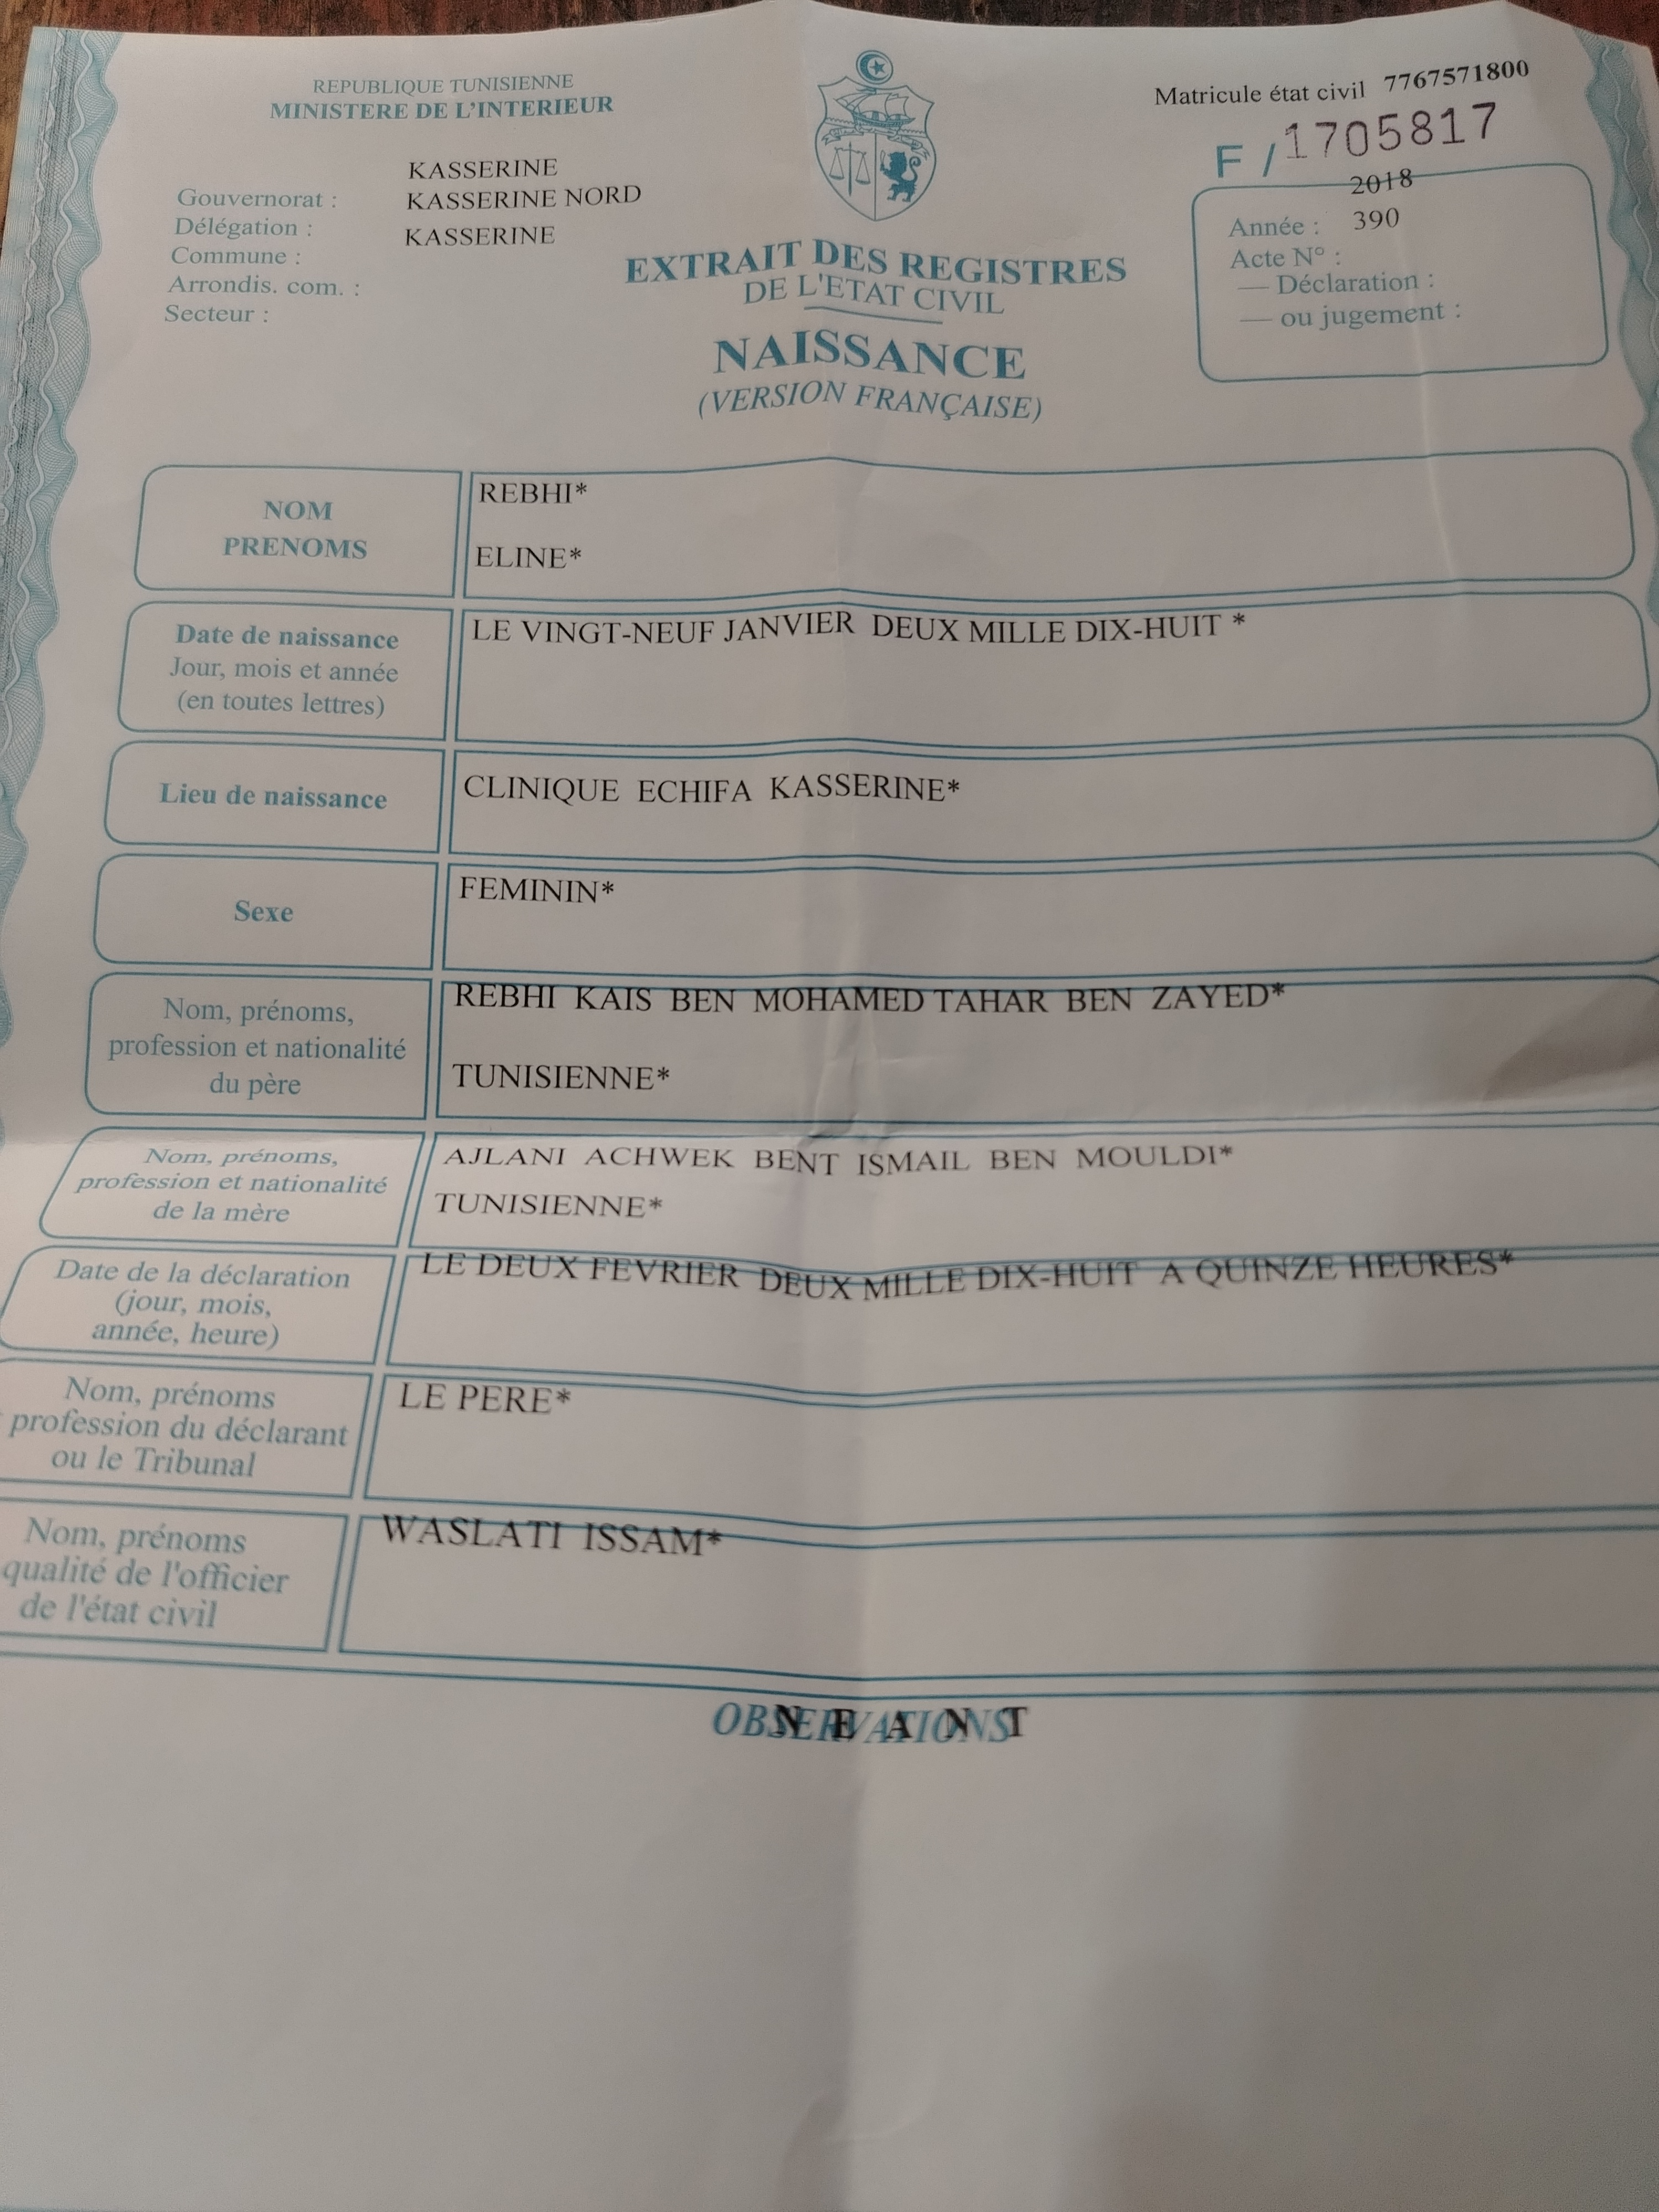 REPUBLIQUE TUNISIENNE
MINISTERE DE L'INTERIEUR
KASSERINE
Gouvernorat : KASSERINE NORD
Délégation : KASSERINE
Commune :
Arrondis. com. :
Secteur :
Matricule état civil 7767571800
F / 1705817
2018
Année : 390
Acte N° :
— Déclaration :
— ou jugement :
EXTRAIT DES REGISTRES
DE L'ETAT CIVIL
NAISSANCE
(VERSION FRANÇAISE)
NOM
PRENOMS
REBHI*
ELINE*
Date de naissance
Jour, mois et année
(en toutes lettres)
LE VINGT-NEUF JANVIER DEUX MILLE DIX-HUIT *
Lieu de naissance
CLINIQUE ECHIFA KASSERINE*
Sexe
FEMININ*
Nom, prénoms,
profession et nationalité
du père
REBHI KAIS BEN MOHAMED TAHAR BEN ZAYED*
TUNISIENNE*
Nom, prénoms,
profession et nationalité
de la mère
AJLANI ACHWEK BENT ISMAIL BEN MOULDI*
TUNISIENNE*
Date de la déclaration
(jour, mois,
année, heure)
LE DEUX FEVRIER DEUX MILLE DIX-HUIT A QUINZE HEURES*
Nom, prénoms
profession du déclarant
ou le Tribunal
LE PERE*
Nom, prénoms
qualité de l'officier
de l'état civil
WASLATI ISSAM*
OBSERVATIONS
N E A N T